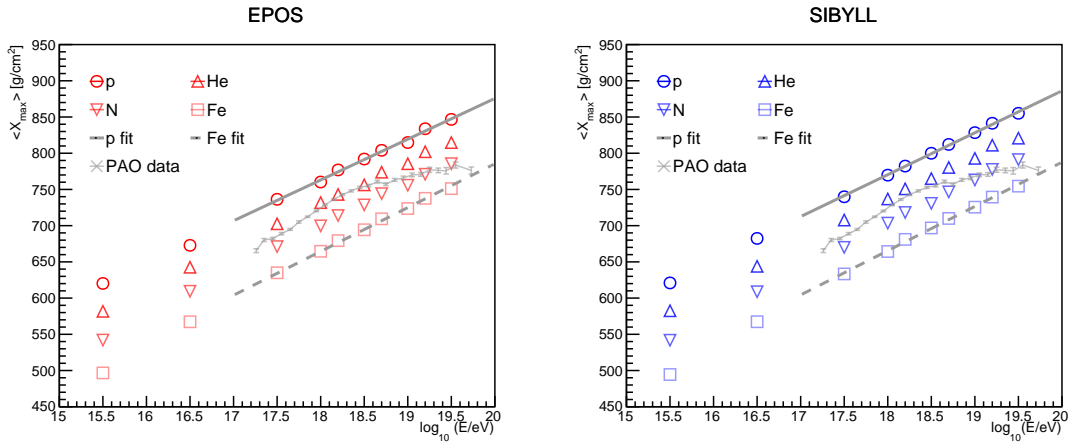 EPOS
<X_max> [g/cm²]
950
900
850
800
750
700
650
600
550
500
450
p
He
N
Fe
p fit
Fe fit
PAO data
15
15.5
16
16.5
17
17.5
18
18.5
19
19.5
20
log₁₀ (E/eV)
SIBYLL
<X_max> [g/cm²]
950
900
850
800
750
700
650
600
550
500
450
p
He
N
Fe
p fit
Fe fit
PAO data
15
15.5
16
16.5
17
17.5
18
18.5
19
19.5
20
log₁₀ (E/eV)